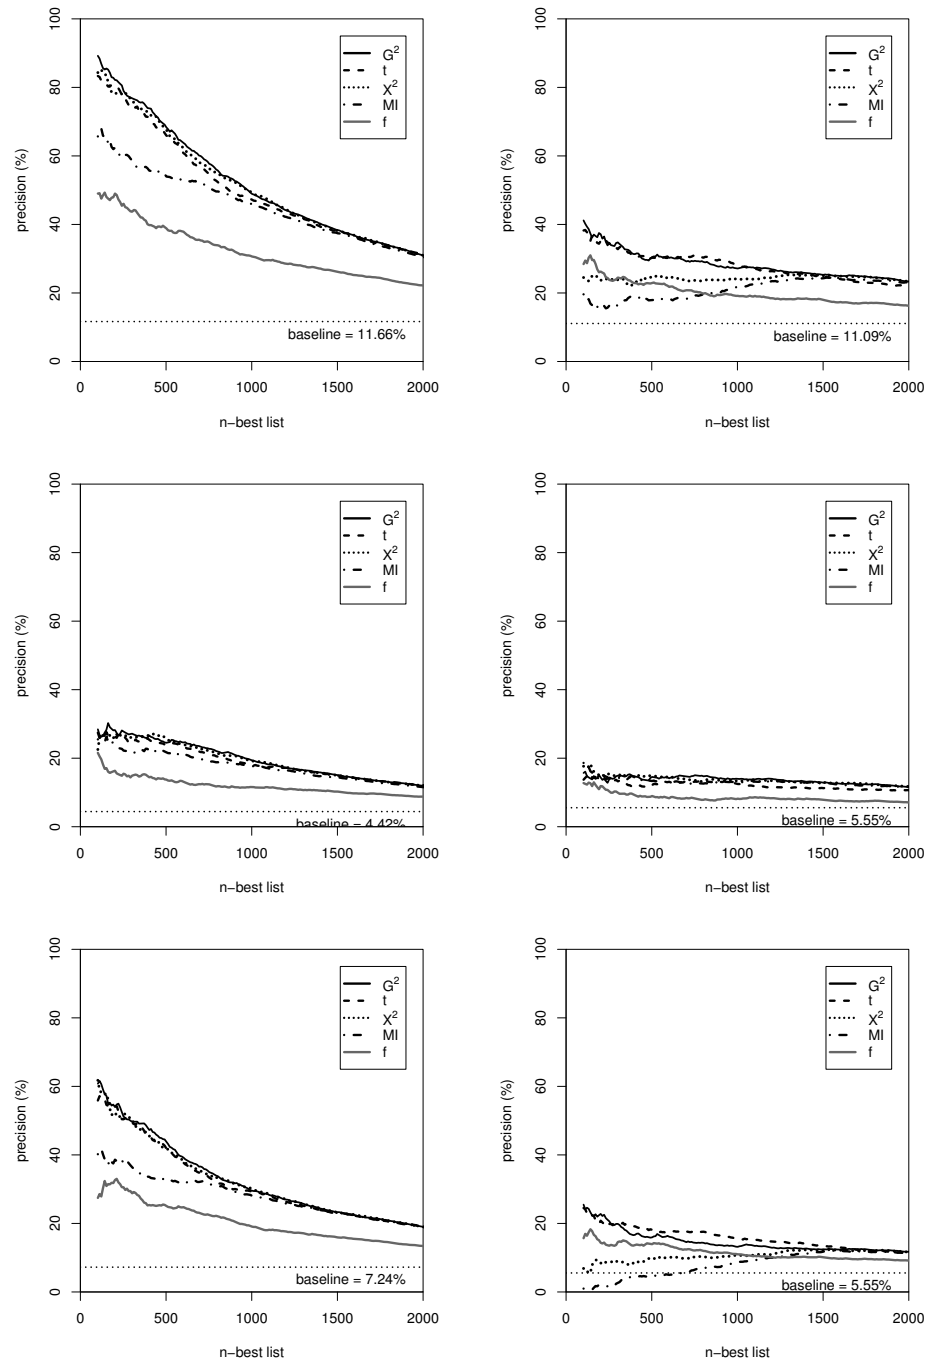 precision (%)
100
80
60
40
20
0
G²
t
X²
MI
f
baseline = 11.66%
0 500 1000 1500 2000
n−best list
precision (%)
100
80
60
40
20
0
G²
t
X²
MI
f
baseline = 11.09%
0 500 1000 1500 2000
n−best list
precision (%)
100
80
60
40
20
0
G²
t
X²
MI
f
baseline = 4.42%
0 500 1000 1500 2000
n−best list
precision (%)
100
80
60
40
20
0
G²
t
X²
MI
f
baseline = 5.55%
0 500 1000 1500 2000
n−best list
precision (%)
100
80
60
40
20
0
G²
t
X²
MI
f
baseline = 7.24%
0 500 1000 1500 2000
n−best list
precision (%)
100
80
60
40
20
0
G²
t
X²
MI
f
baseline = 5.55%
0 500 1000 1500 2000
n−best list